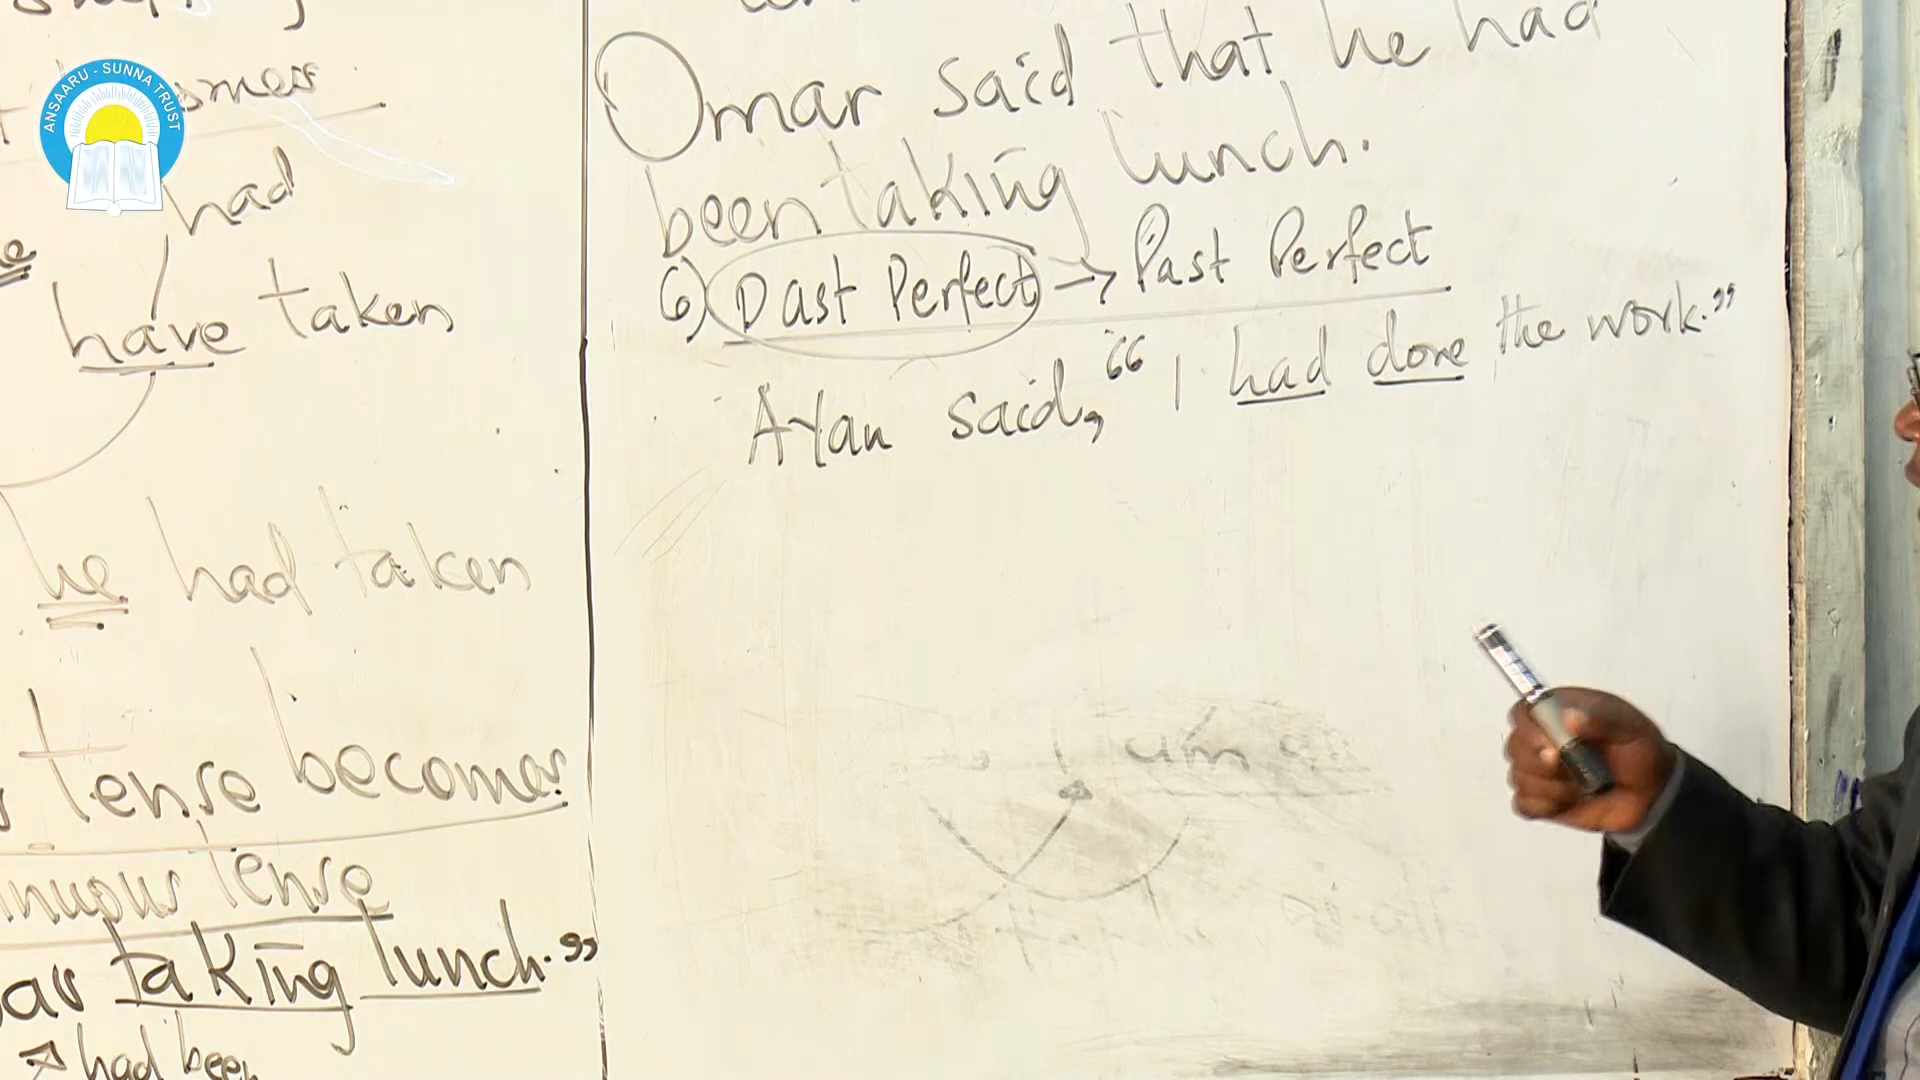 ANSAARU - SUNNA TRUST
had
have taken
he had taken
tense becomes
nuous tense
taking lunch."
had been
Omar said that he had
been taking lunch.
6) Past Perfect → Past Perfect
Ayan said, "I had done the work."